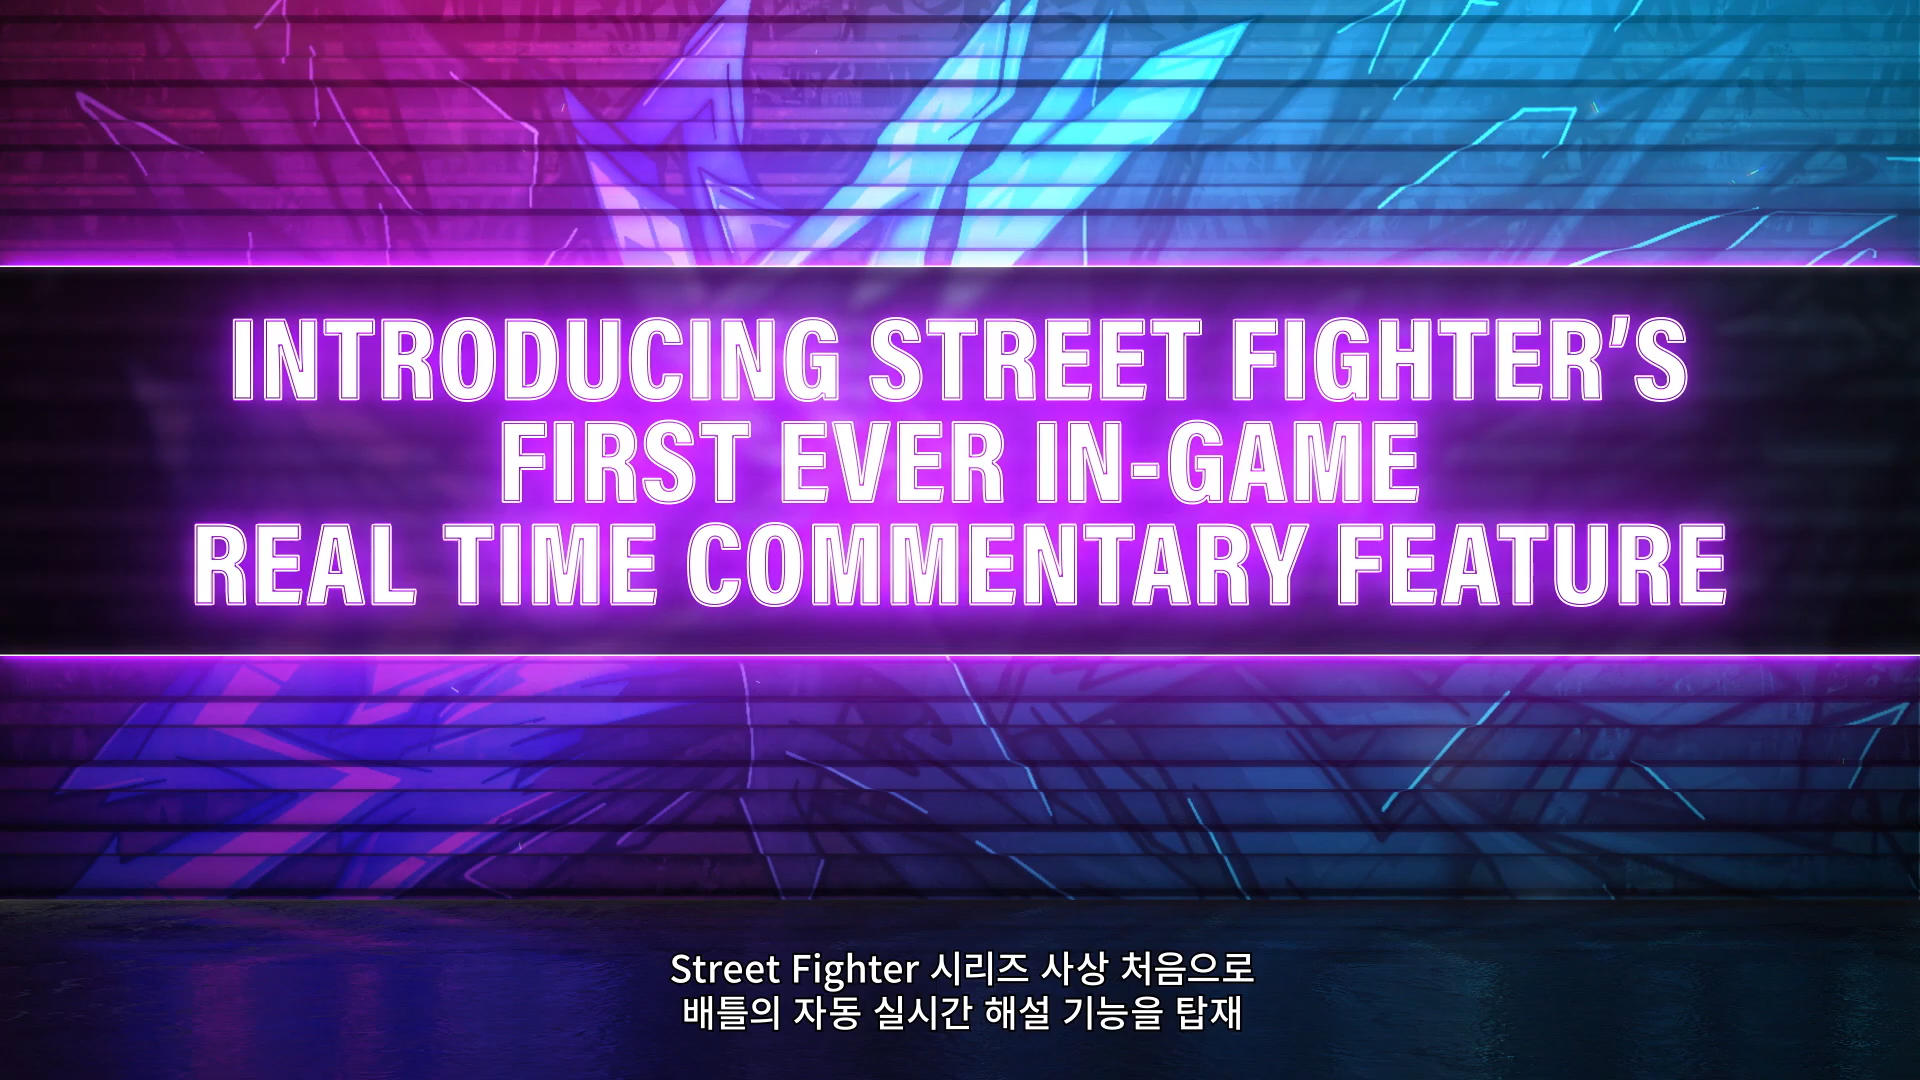 INTRODUCING STREET FIGHTER’S
FIRST EVER IN-GAME
REAL TIME COMMENTARY FEATURE
Street Fighter 시리즈 사상 처음으로
배틀의 자동 실시간 해설 기능을 탑재